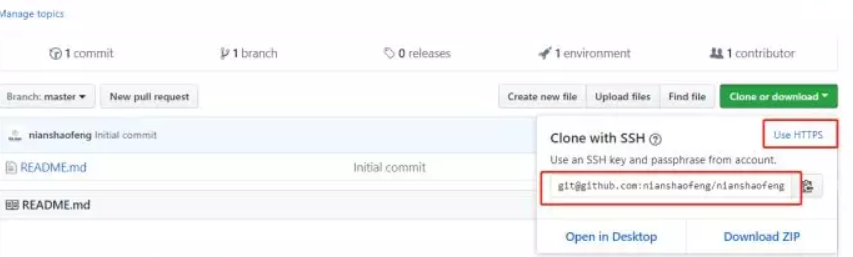 Manage topics
1 commit
1 branch
0 releases
1 environment
1 contributor
Branch: master
New pull request
Create new file
Upload files
Find file
Clone or download
nianshaofeng Initial commit
README.md
Initial commit
README.md
Clone with SSH
Use HTTPS
Use an SSH key and passphrase from account.
git@github.com:nianshaofeng/nianshaofeng
Open in Desktop
Download ZIP